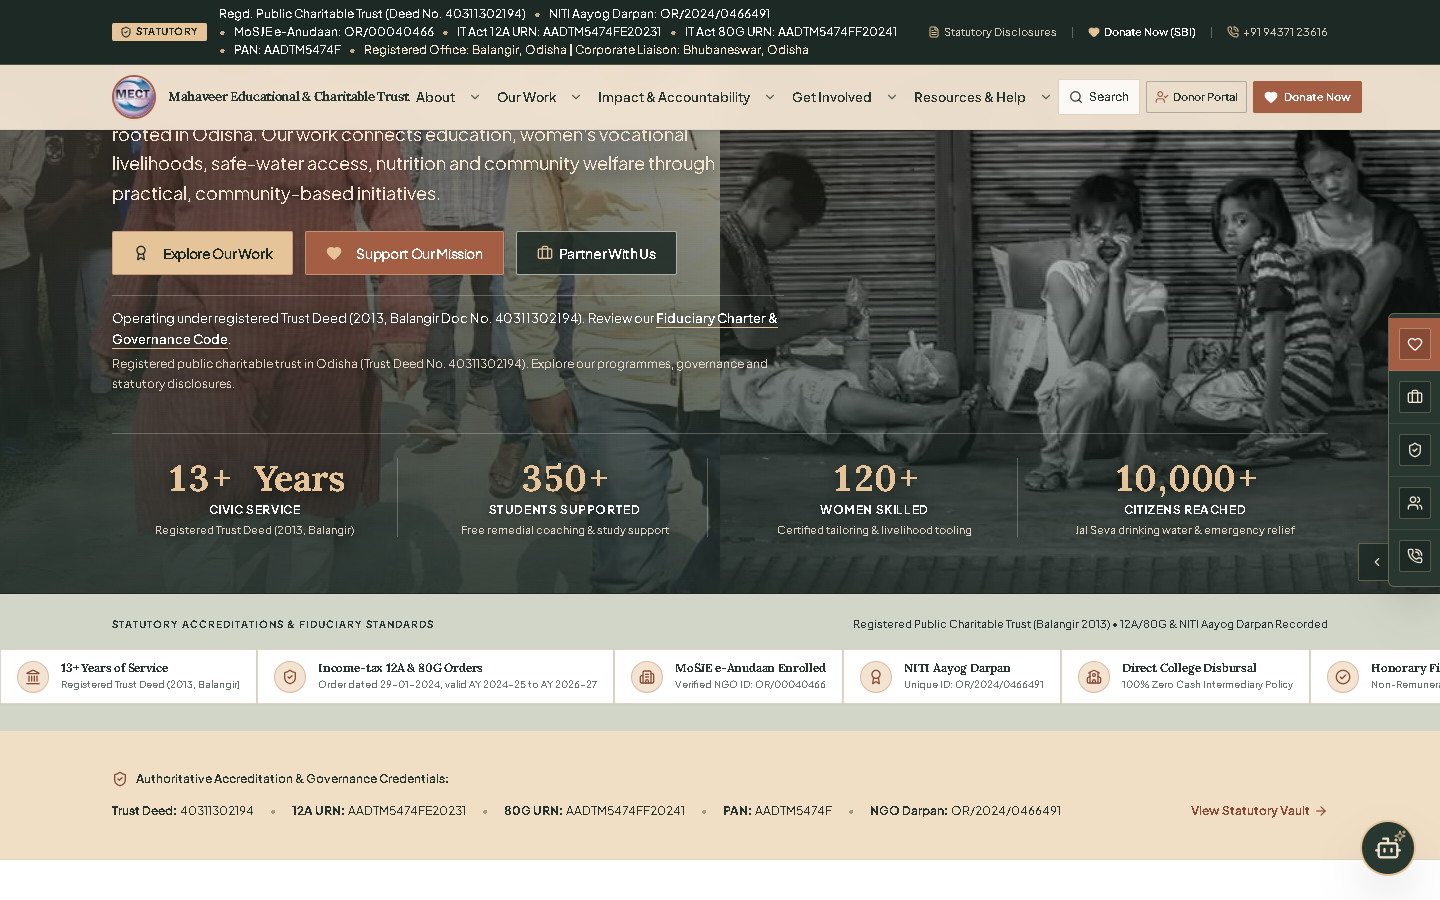 STATUTORY
Regd. Public Charitable Trust (Deed No. 40311302194) • NITI Aayog Darpan: OR/2024/0466491
• MoSJE e-Anudaan: OR/00040466 • IT Act 12A URN: AADTM5474FE20231 • IT Act 80G URN: AADTM5474FF20241
• PAN: AADTM5474F • Registered Office: Balangir, Odisha | Corporate Liaison: Bhubaneswar, Odisha
Statutory Disclosures
Donate Now (SBI)
+91 94371 23616
MECT
Mahaveer Educational & Charitable Trust
About
Our Work
Impact & Accountability
Get Involved
Resources & Help
Search
Donor Portal
Donate Now
rooted in Odisha. Our work connects education, women's vocational
livelihoods, safe-water access, nutrition and community welfare through
practical, community-based initiatives.
Explore Our Work
Support Our Mission
Partner With Us
Operating under registered Trust Deed (2013, Balangir Doc No. 40311302194). Review our Fiduciary Charter &
Governance Code.
Registered public charitable trust in Odisha (Trust Deed No. 40311302194). Explore our programmes, governance and
statutory disclosures.
13+ Years
CIVIC SERVICE
Registered Trust Deed (2013, Balangir)
350+
STUDENTS SUPPORTED
Free remedial coaching & study support
120+
WOMEN SKILLED
Certified tailoring & livelihood tooling
10,000+
CITIZENS REACHED
Jal Seva drinking water & emergency relief
STATUTORY ACCREDITATIONS & FIDUCIARY STANDARDS
Registered Public Charitable Trust (Balangir 2013) • 12A/80G & NITI Aayog Darpan Recorded
13+ Years of Service
Registered Trust Deed (2013, Balangir)
Income-tax 12A & 80G Orders
Order dated 29-01-2024, valid AY 2024-25 to AY 2026-27
MoSJE e-Anudaan Enrolled
Verified NGO ID: OR/00040466
NITI Aayog Darpan
Unique ID: OR/2024/0466491
Direct College Disbursal
100% Zero Cash Intermediary Policy
Honorary Fi
Non-Remuner
Authoritative Accreditation & Governance Credentials:
Trust Deed: 40311302194 • 12A URN: AADTM5474FE20231 • 80G URN: AADTM5474FF20241 • PAN: AADTM5474F • NGO Darpan: OR/2024/0466491
View Statutory Vault →